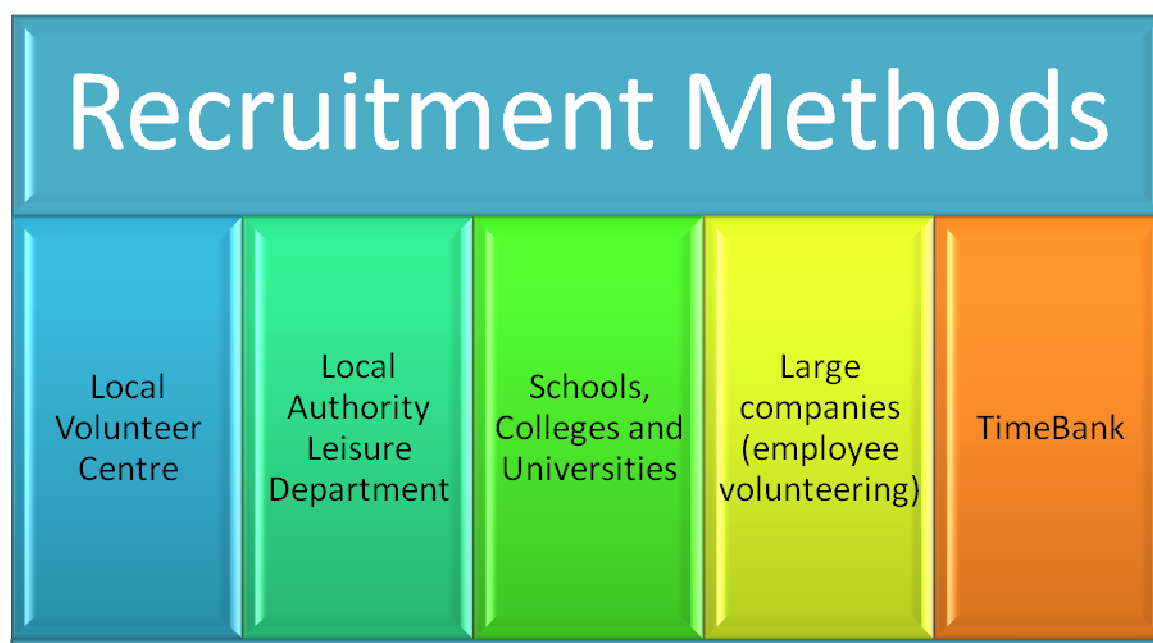 Recruitment Methods
Local
Volunteer
Centre
Local
Authority
Leisure
Department
Schools,
Colleges and
Universities
Large
companies
(employee
volunteering)
TimeBank